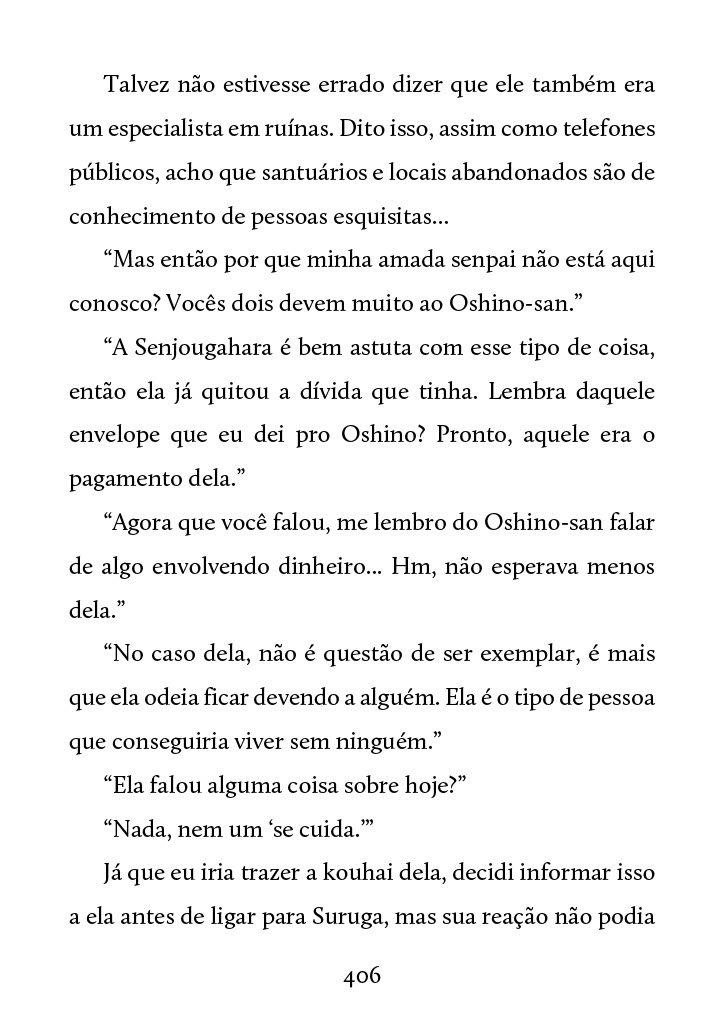 Talvez não estivesse errado dizer que ele também era
um especialista em ruínas. Dito isso, assim como telefones
públicos, acho que santuários e locais abandonados são de
conhecimento de pessoas esquisitas...
“Mas então por que minha amada senpai não está aqui
conosco? Vocês dois devem muito ao Oshino-san.”
“A Senjougahara é bem astuta com esse tipo de coisa,
então ela já quitou a dívida que tinha. Lembra daquele
envelope que eu dei pro Oshino? Pronto, aquele era o
pagamento dela.”
“Agora que você falou, me lembro do Oshino-san falar
de algo envolvendo dinheiro... Hm, não esperava menos
dela.”
“No caso dela, não é questão de ser exemplar, é mais
que ela odeia ficar devendo a alguém. Ela é o tipo de pessoa
que conseguiria viver sem ninguém.”
“Ela falou alguma coisa sobre hoje?”
“Nada, nem um ‘se cuida.’”
Já que eu iria trazer a kouhai dela, decidi informar isso
a ela antes de ligar para Suruga, mas sua reação não podia
406